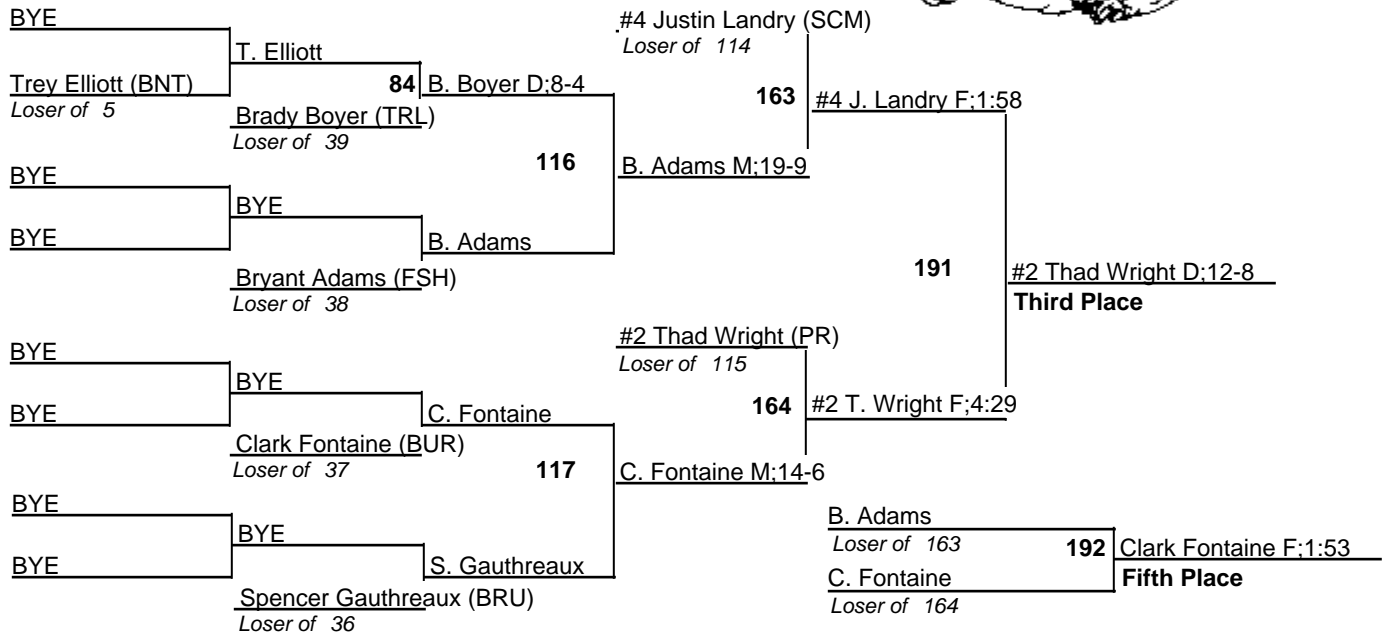 BYE
T. Elliott
Trey Elliott (BNT)
Loser of 5
84
B. Boyer D;8-4
Brady Boyer (TRL)
Loser of 39
116
BYE
BYE
BYE
B. Adams
Bryant Adams (FSH)
Loser of 38
#4 Justin Landry (SCM)
Loser of 114
163
#4 J. Landry F;1:58
B. Adams M;19-9
191
#2 Thad Wright D;12-8
Third Place
BYE
BYE
BYE
C. Fontaine
Clark Fontaine (BUR)
Loser of 37
117
BYE
BYE
BYE
S. Gauthreaux
Spencer Gauthreaux (BRU)
Loser of 36
#2 Thad Wright (PR)
Loser of 115
164
#2 T. Wright F;4:29
C. Fontaine M;14-6
B. Adams
Loser of 163
192
Clark Fontaine F;1:53
Fifth Place
C. Fontaine
Loser of 164